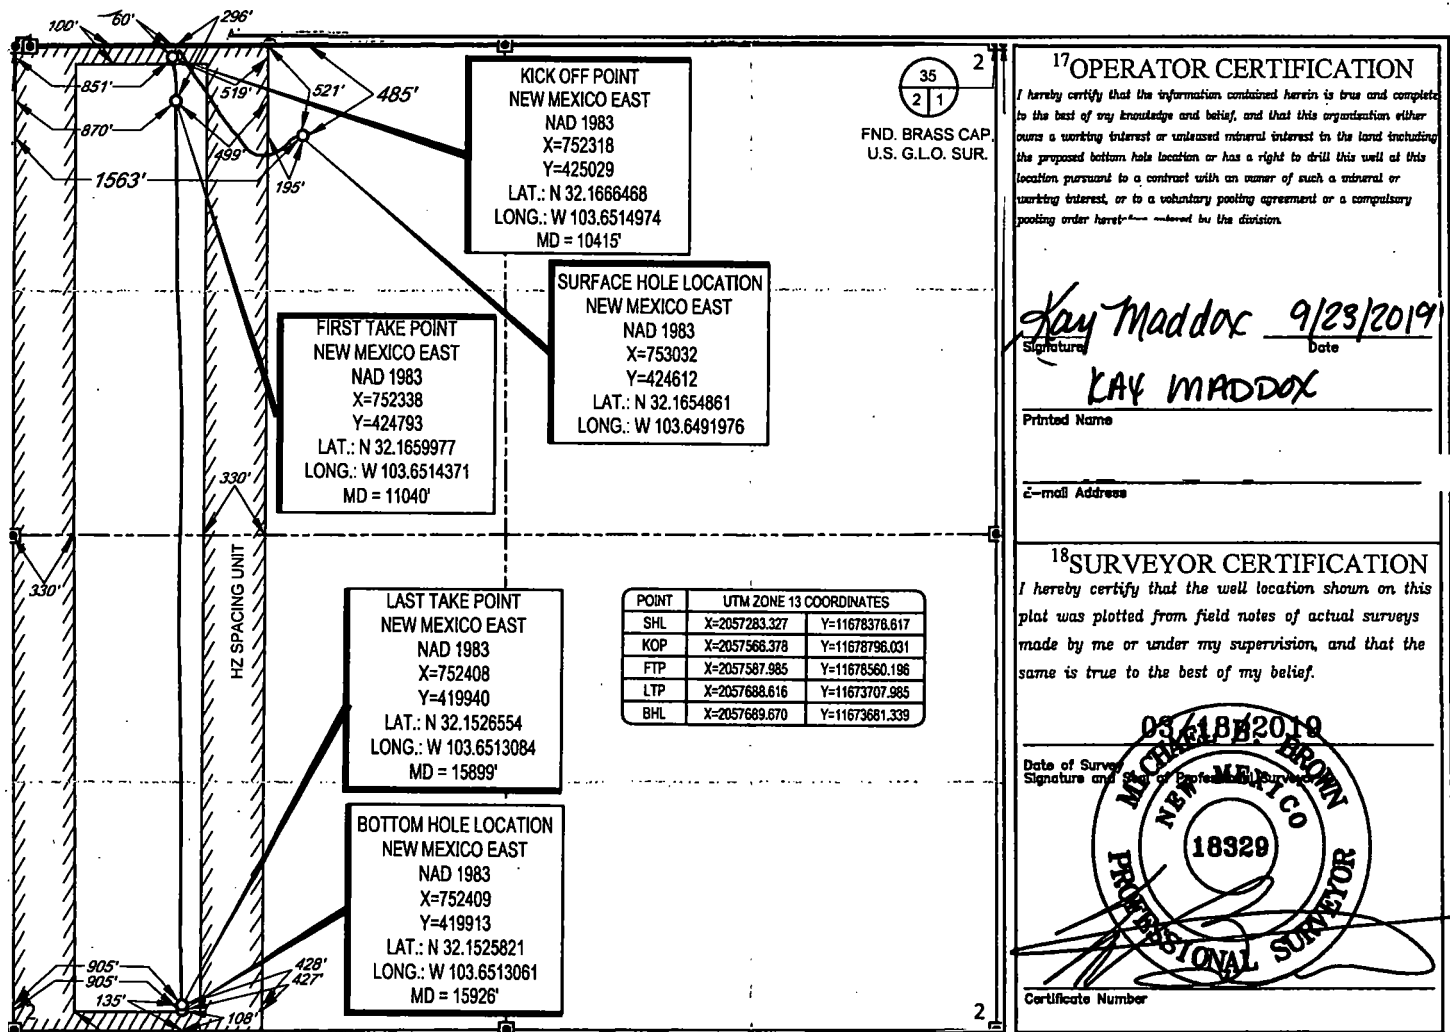 100'
60'
296'
851'
519'
521'
485'
870'
499'
1563'
195'
KICK OFF POINT
NEW MEXICO EAST
NAD 1983
X=752318
Y=425029
LAT.: N 32.1666468
LONG.: W 103.6514974
MD = 10415'
35
2 1
2
FND. BRASS CAP.
U.S. G.L.O. SUR.
SURFACE HOLE LOCATION
NEW MEXICO EAST
NAD 1983
X=753032
Y=424612
LAT.: N 32.1654861
LONG.: W 103.6491976
FIRST TAKE POINT
NEW MEXICO EAST
NAD 1983
X=752338
Y=424793
LAT.: N 32.1659977
LONG.: W 103.6514371
MD = 11040'
330'
330'
HZ SPACING UNIT
LAST TAKE POINT
NEW MEXICO EAST
NAD 1983
X=752408
Y=419940
LAT.: N 32.1526554
LONG.: W 103.6513084
MD = 15899'
POINT UTM ZONE 13 COORDINATES
SHL X=2057283.327 Y=11678376.617
KOP X=2057566.378 Y=11678796.031
FTP X=2057587.985 Y=11678560.196
LTP X=2057688.616 Y=11673707.985
BHL X=2057689.670 Y=11673681.339
BOTTOM HOLE LOCATION
NEW MEXICO EAST
NAD 1983
X=752409
Y=419913
LAT.: N 32.1525821
LONG.: W 103.6513061
MD = 15926'
905'
905'
135'
108'
428'
427'
2
2
17 OPERATOR CERTIFICATION
I hereby certify that the information contained herein is true and complete
to the best of my knowledge and belief, and that this organization either
owns a working interest or unleased mineral interest in the land including
the proposed bottom hole location or has a right to drill this well at this
location pursuant to a contract with an owner of such a mineral or
working interest, or to a voluntary pooling agreement or a compulsory
pooling order entered by the division.
Kay Maddox 9/23/2019
Signature Date
KAY MADDOX
Printed Name
E-mail Address
18 SURVEYOR CERTIFICATION
I hereby certify that the well location shown on this
plat was plotted from field notes of actual surveys
made by me or under my supervision, and that the
same is true to the best of my belief.
03/18/2019
Date of Survey
Signature and Seal of Professional Surveyor
MICHAEL B. BROWN
NEW MEXICO
18329
PROFESSIONAL SURVEYOR
Certificate Number